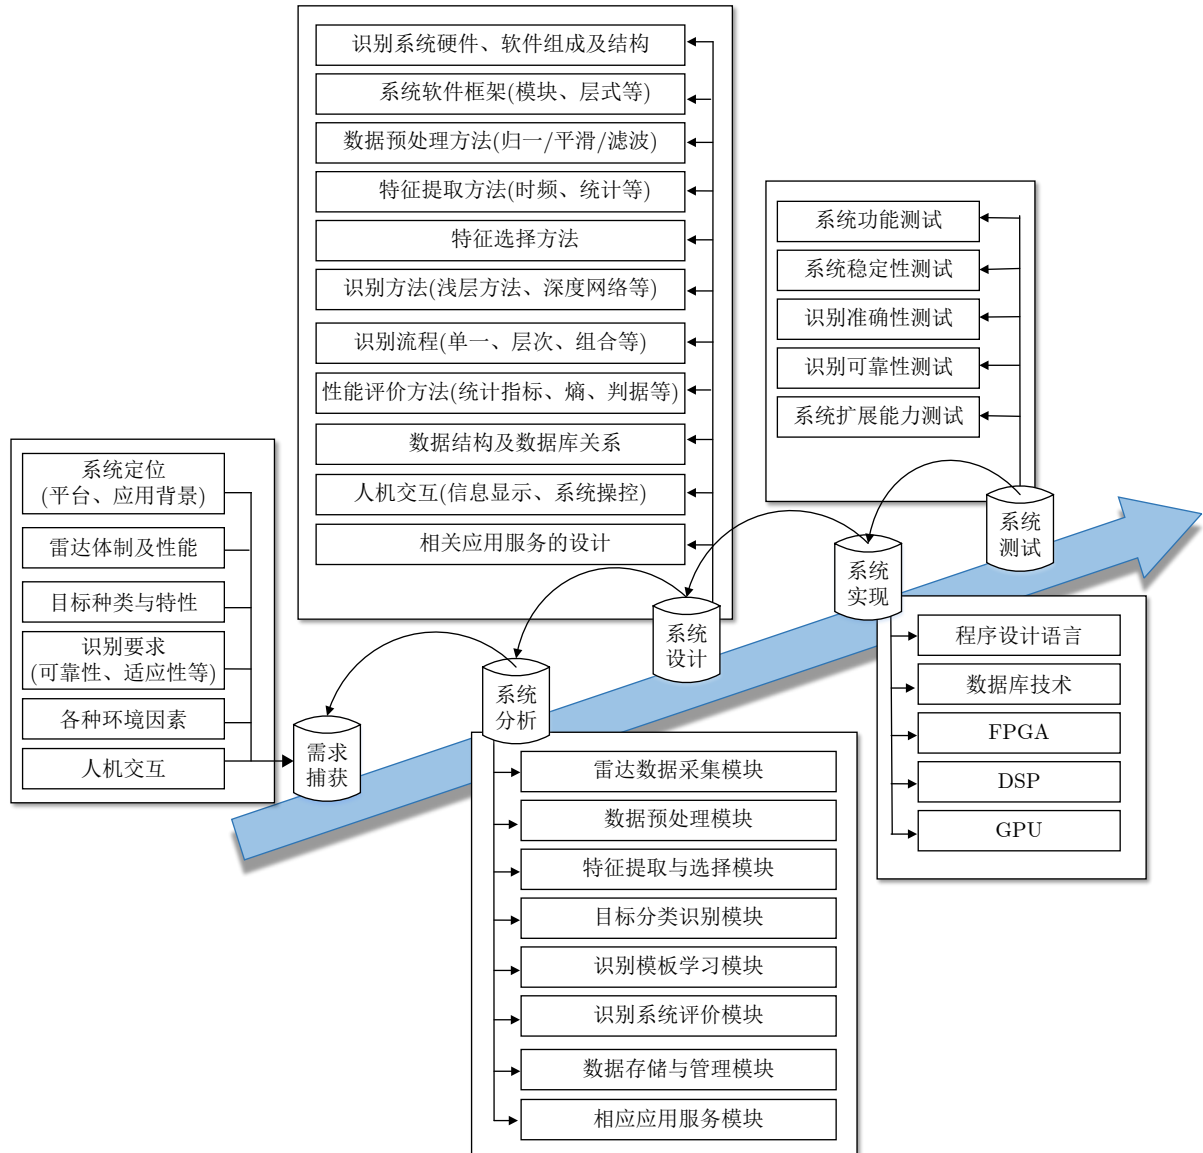 识别系统硬件、软件组成及结构
系统软件框架(模块、层式等)
数据预处理方法(归一/平滑/滤波)
特征提取方法(时频、统计等)
特征选择方法
识别方法(浅层方法、深度网络等)
识别流程(单一、层次、组合等)
性能评价方法(统计指标、熵、判据等)
数据结构及数据库关系
人机交互(信息显示、系统操控)
相关应用服务的设计
系统功能测试
系统稳定性测试
识别准确性测试
识别可靠性测试
系统扩展能力测试
系统定位
(平台、应用背景)
雷达体制及性能
目标种类与特性
识别要求
(可靠性、适应性等)
各种环境因素
人机交互
需求
捕获
系统
分析
系统
设计
系统
实现
系统
测试
雷达数据采集模块
数据预处理模块
特征提取与选择模块
目标分类识别模块
识别模板学习模块
识别系统评价模块
数据存储与管理模块
相应应用服务模块
程序设计语言
数据库技术
FPGA
DSP
GPU